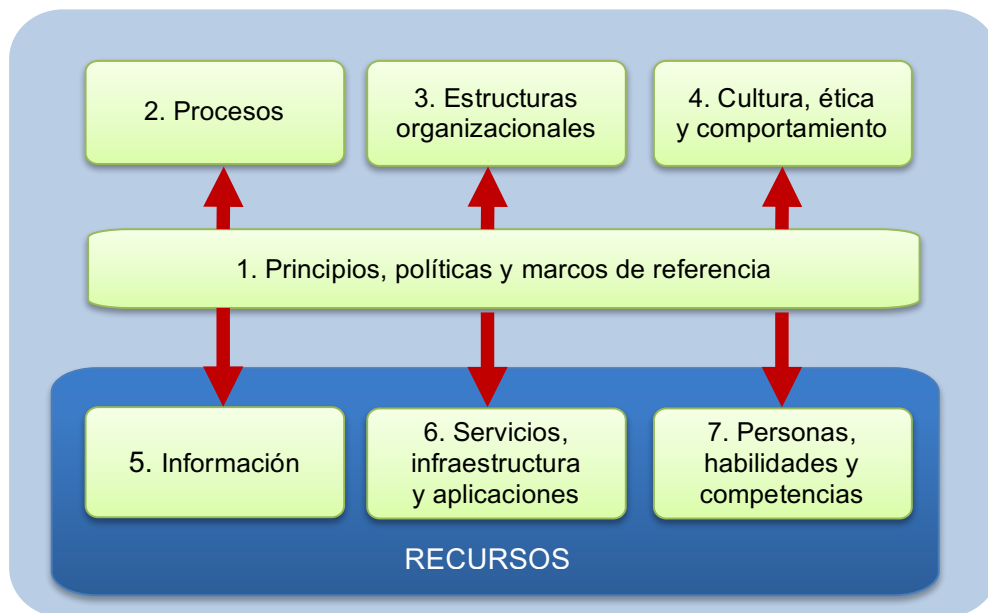 2. Procesos
3. Estructuras
organizacionales
4. Cultura, ética
y comportamiento
1. Principios, políticas y marcos de referencia
5. Información
6. Servicios,
infraestructura
y aplicaciones
7. Personas,
habilidades y
competencias
RECURSOS